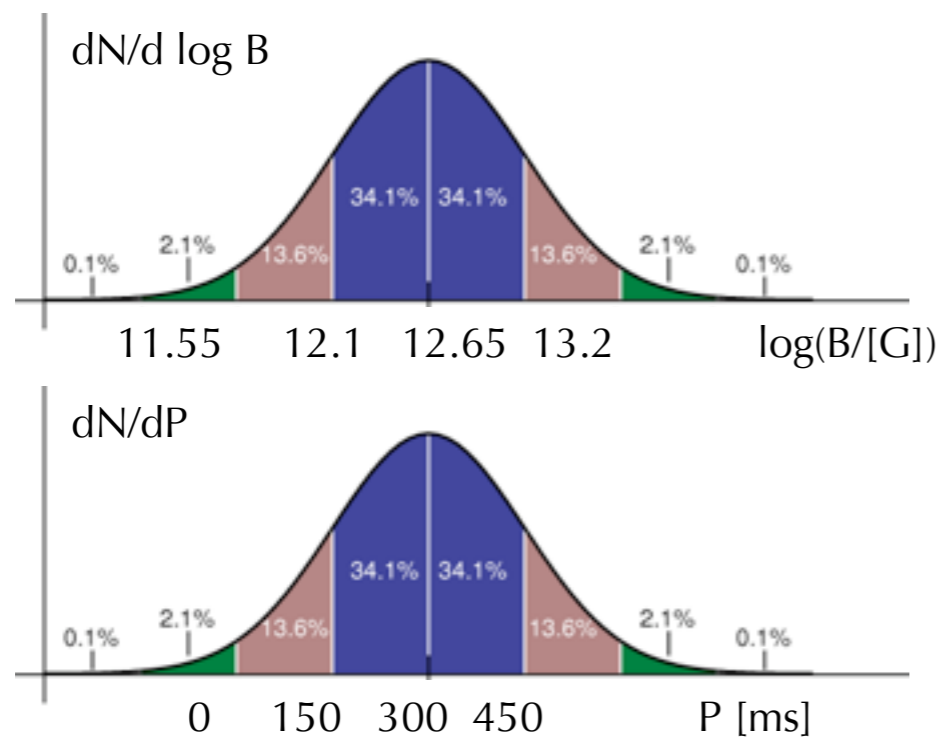 dN/d log B
34.1% 34.1%
0.1% 2.1% 13.6% 13.6% 2.1% 0.1%
11.55 12.1 12.65 13.2 log(B/[G])
dN/dP
34.1% 34.1%
0.1% 2.1% 13.6% 13.6% 2.1% 0.1%
0 150 300 450 P [ms]